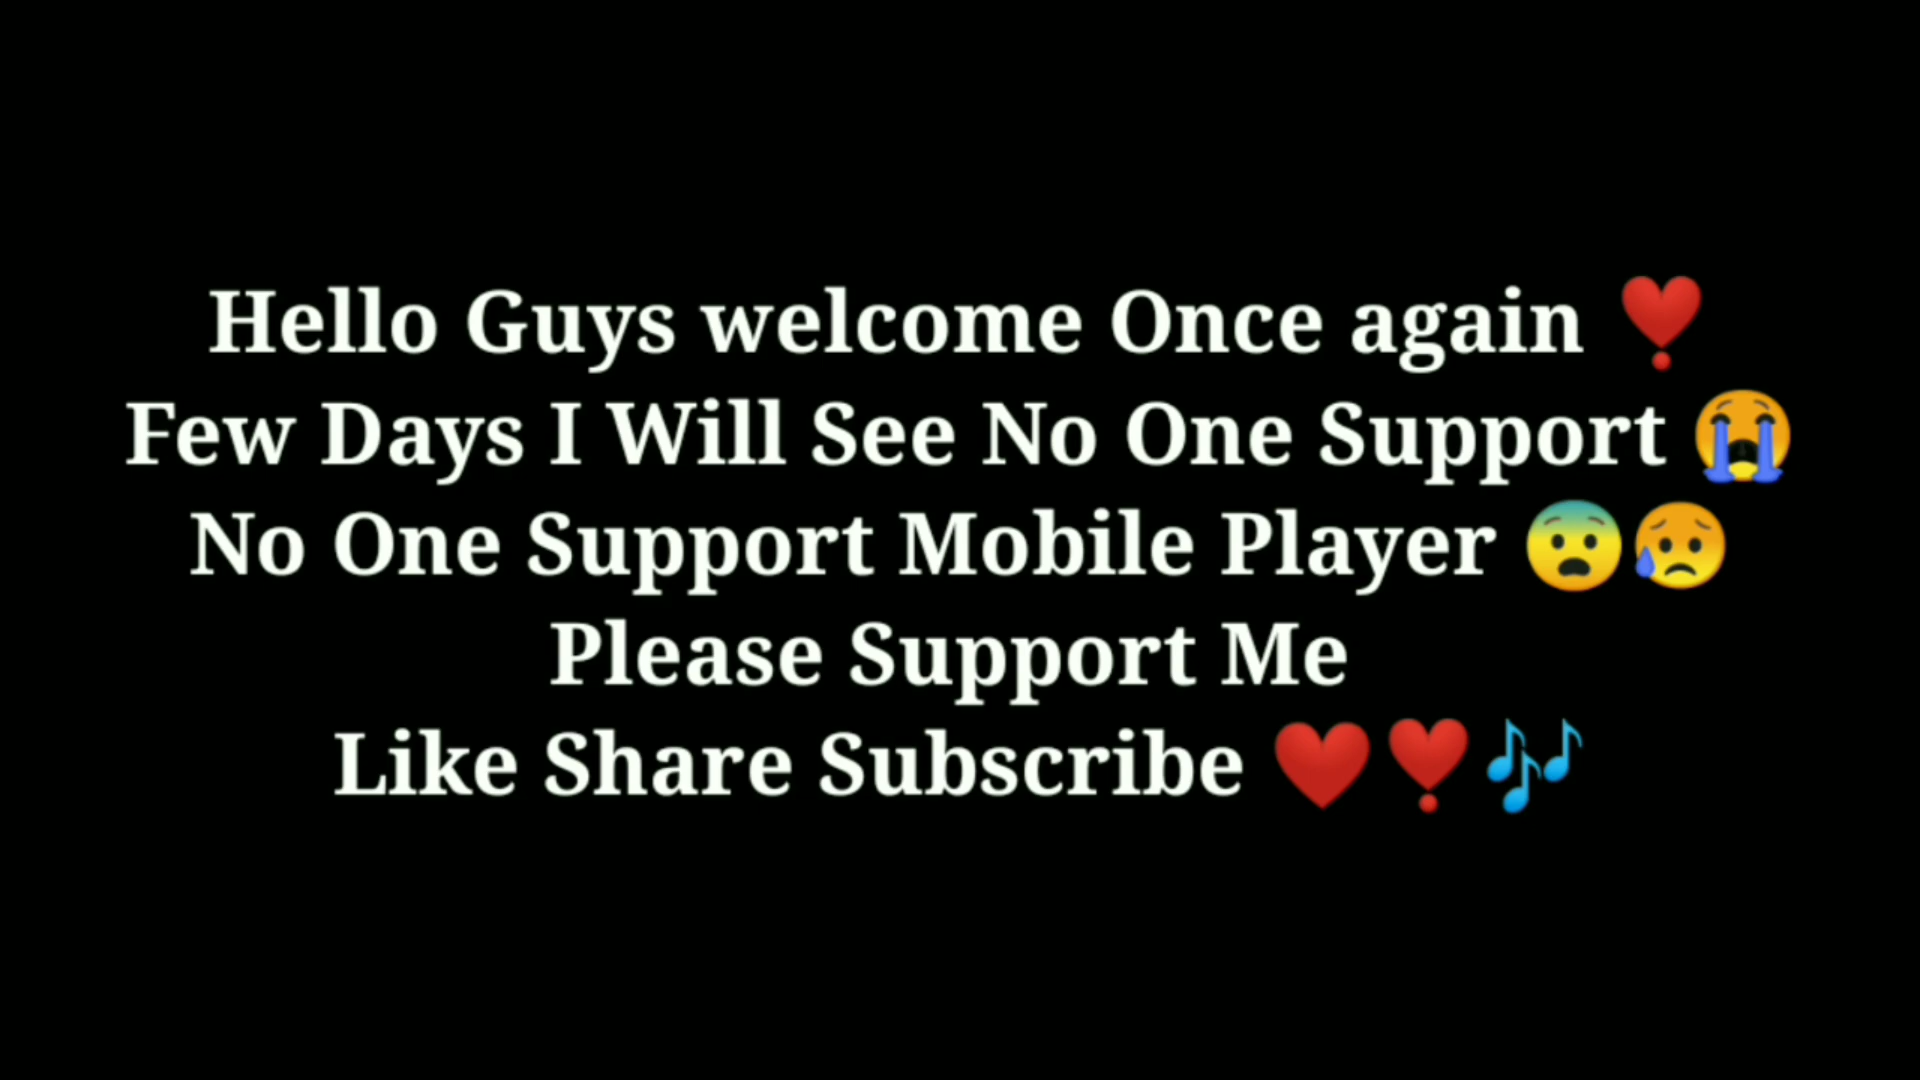 Hello Guys welcome Once again ❣️
Few Days I Will See No One Support 😭
No One Support Mobile Player 😨😥
Please Support Me
Like Share Subscribe ❤️❣️🎶